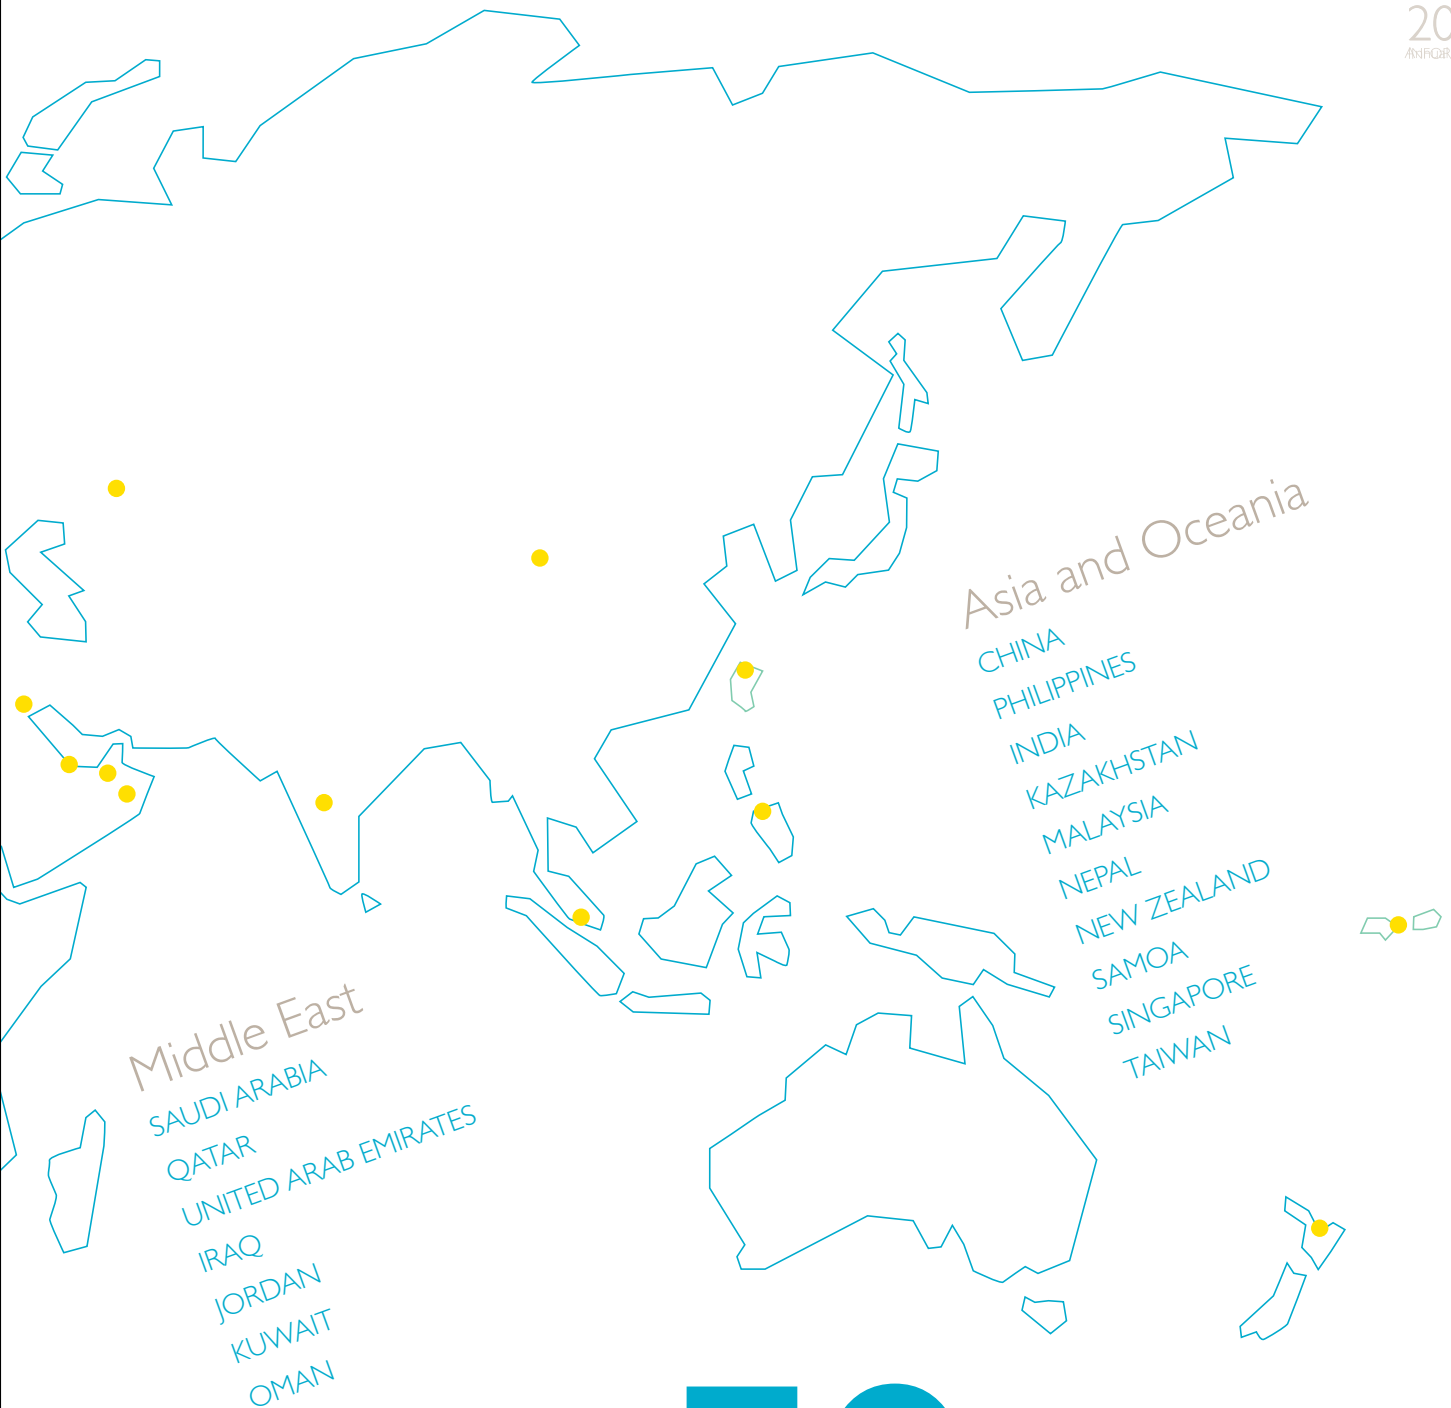 20
Asia and Oceania
CHINA
PHILIPPINES
INDIA
KAZAKHSTAN
MALAYSIA
NEPAL
NEW ZEALAND
SAMOA
SINGAPORE
TAIWAN
Middle East
SAUDI ARABIA
QATAR
UNITED ARAB EMIRATES
IRAQ
JORDAN
KUWAIT
OMAN